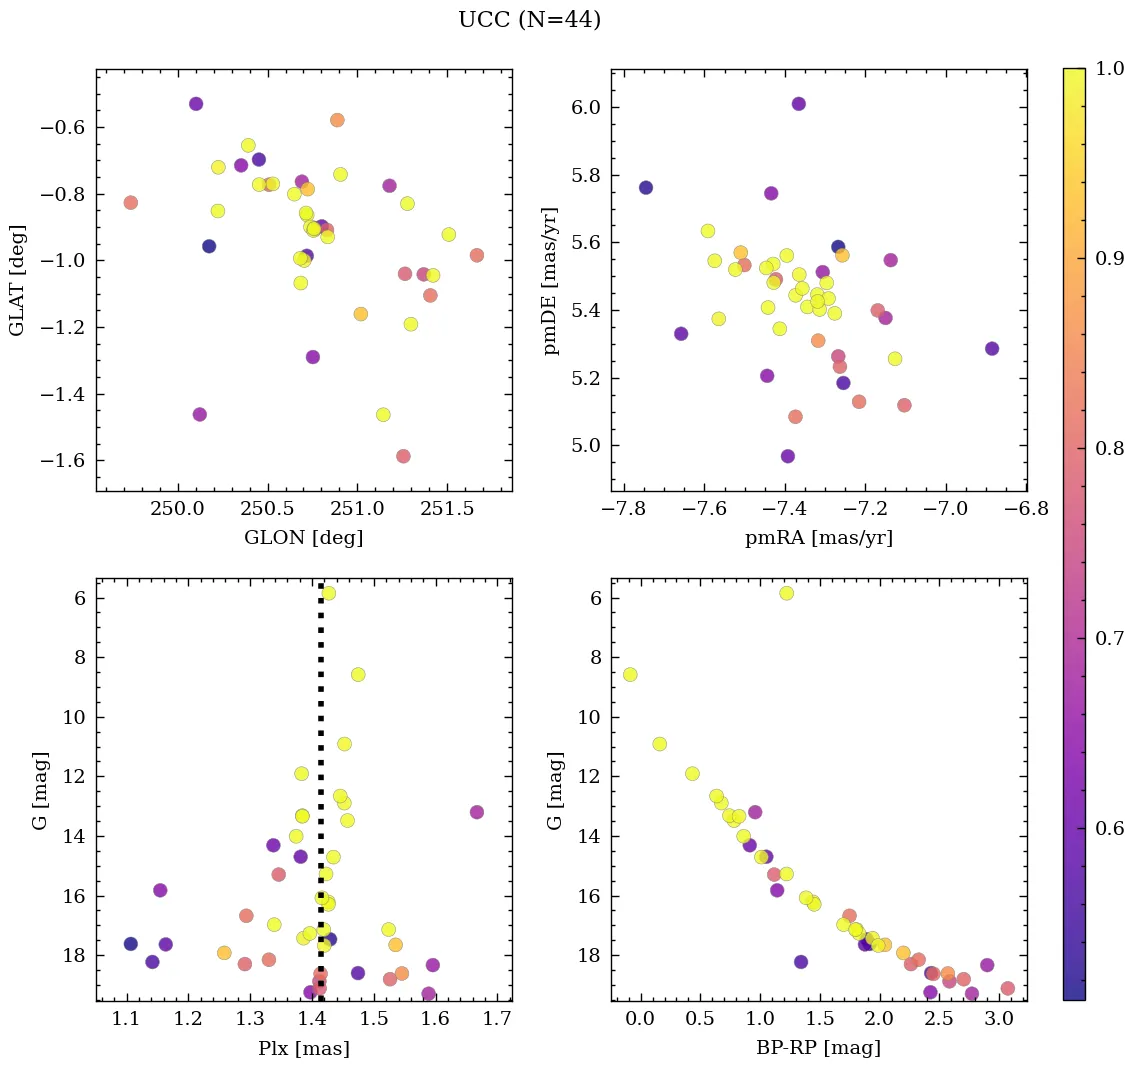 UCC (N=44)
−0.6
−0.8
−1.0
−1.2
−1.4
−1.6
GLAT [deg]
250.0 250.5 251.0 251.5
GLON [deg]
6.0
5.8
5.6
5.4
5.2
5.0
pmDE [mas/yr]
−7.8 −7.6 −7.4 −7.2 −7.0 −6.8
pmRA [mas/yr]
1.0
0.9
0.8
0.7
0.6
6
8
10
12
14
16
18
G [mag]
1.1 1.2 1.3 1.4 1.5 1.6 1.7
Plx [mas]
6
8
10
12
14
16
18
G [mag]
0.0 0.5 1.0 1.5 2.0 2.5 3.0
BP-RP [mag]